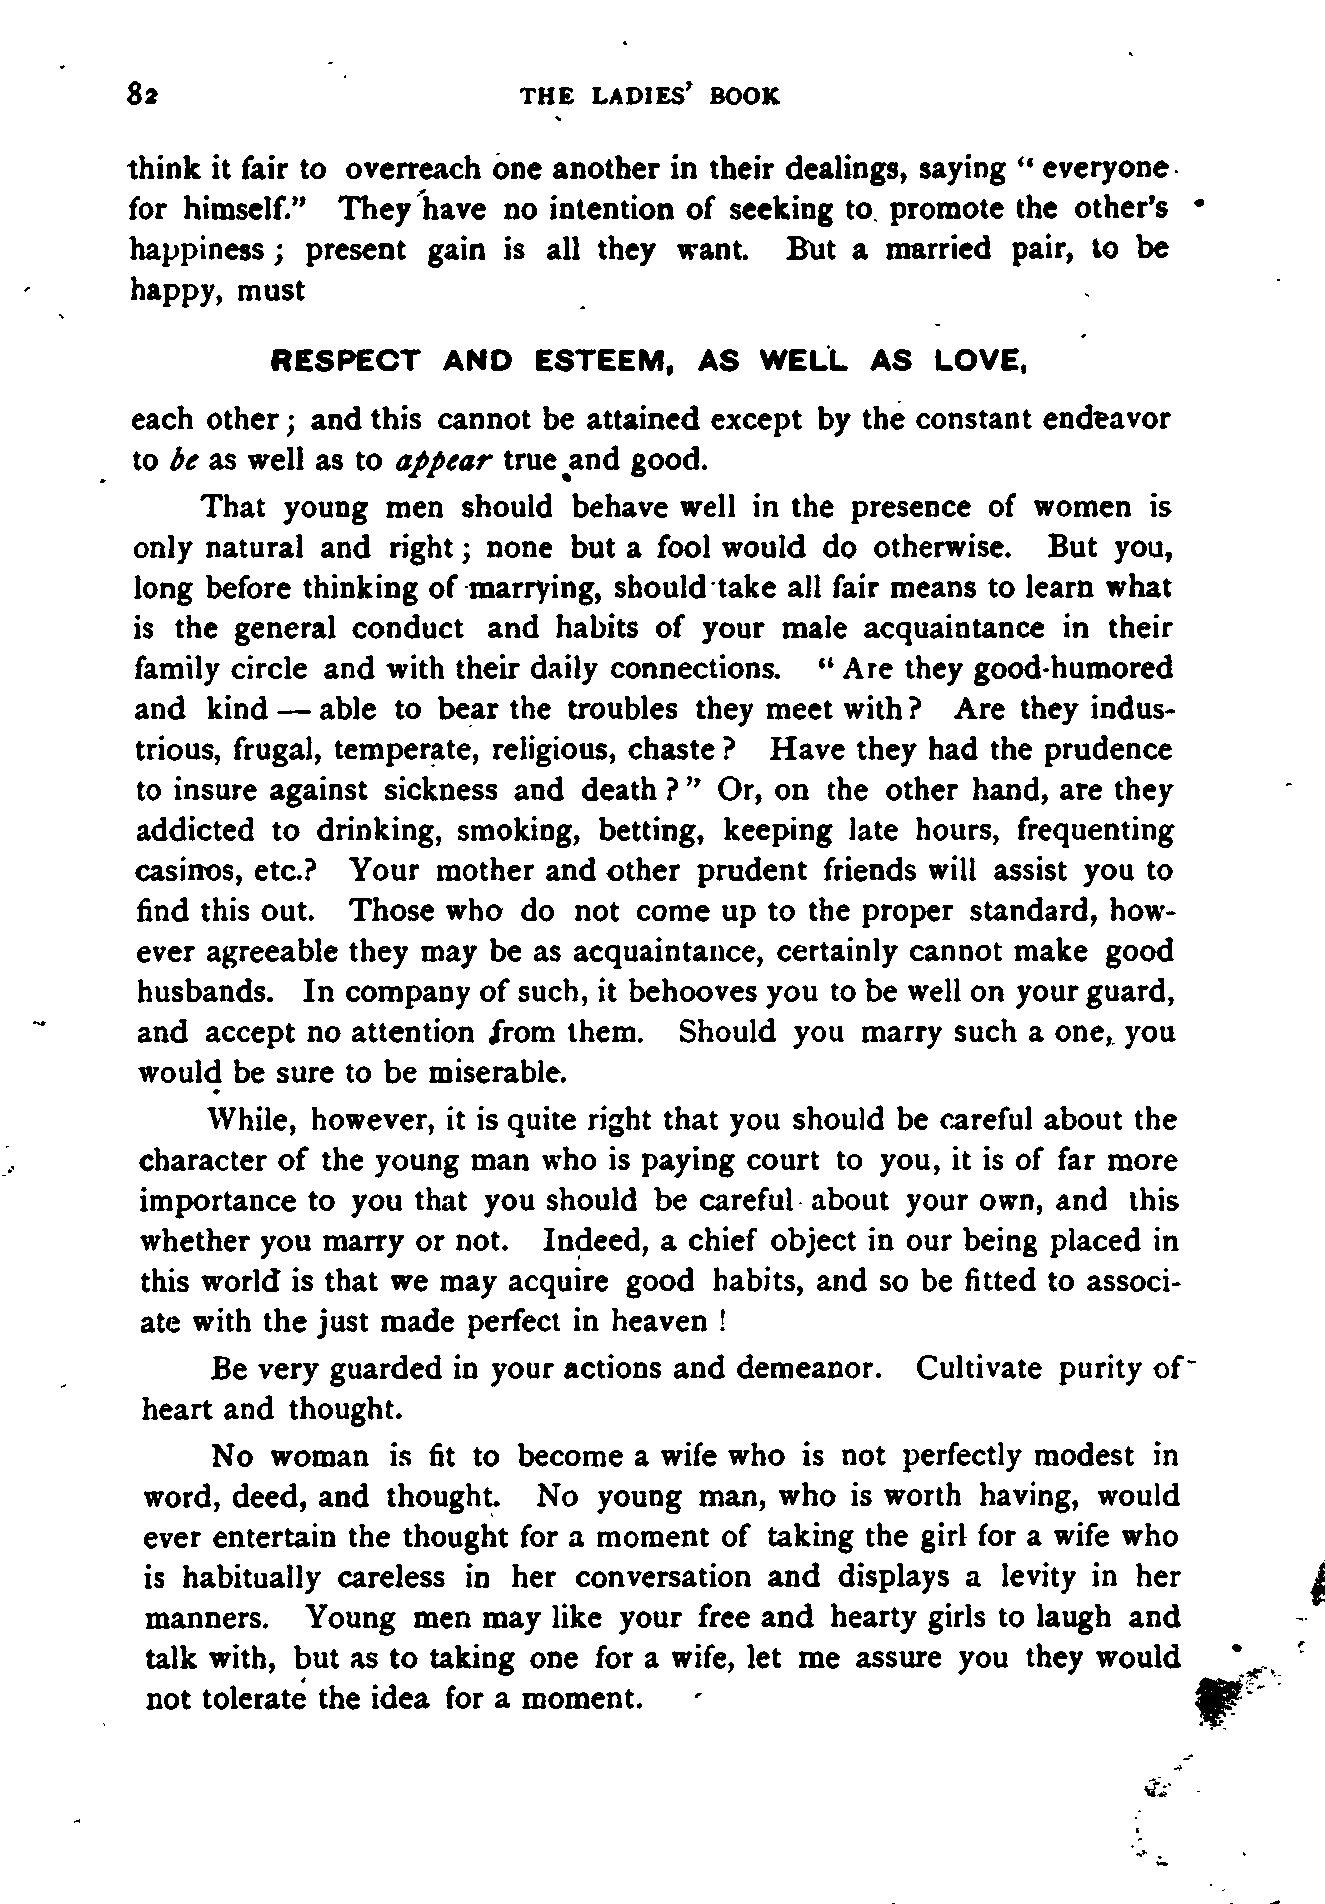 82 THE LADIES' BOOK
think it fair to overreach one another in their dealings, saying “ everyone
for himself.” They have no intention of seeking to promote the other's
happiness ; present gain is all they want. But a married pair, to be
happy, must
RESPECT AND ESTEEM, AS WELL AS LOVE,
each other ; and this cannot be attained except by the constant endeavor
to be as well as to appear true and good.
That young men should behave well in the presence of women is
only natural and right ; none but a fool would do otherwise. But you,
long before thinking of marrying, should take all fair means to learn what
is the general conduct and habits of your male acquaintance in their
family circle and with their daily connections. “ Are they good-humored
and kind — able to bear the troubles they meet with ? Are they indus-
trious, frugal, temperate, religious, chaste ? Have they had the prudence
to insure against sickness and death ? ” Or, on the other hand, are they
addicted to drinking, smoking, betting, keeping late hours, frequenting
casinos, etc.? Your mother and other prudent friends will assist you to
find this out. Those who do not come up to the proper standard, how-
ever agreeable they may be as acquaintance, certainly cannot make good
husbands. In company of such, it behooves you to be well on your guard,
and accept no attention from them. Should you marry such a one, you
would be sure to be miserable.
While, however, it is quite right that you should be careful about the
character of the young man who is paying court to you, it is of far more
importance to you that you should be careful about your own, and this
whether you marry or not. Indeed, a chief object in our being placed in
this world is that we may acquire good habits, and so be fitted to associ-
ate with the just made perfect in heaven !
Be very guarded in your actions and demeanor. Cultivate purity of
heart and thought.
No woman is fit to become a wife who is not perfectly modest in
word, deed, and thought. No young man, who is worth having, would
ever entertain the thought for a moment of taking the girl for a wife who
is habitually careless in her conversation and displays a levity in her
manners. Young men may like your free and hearty girls to laugh and
talk with, but as to taking one for a wife, let me assure you they would
not tolerate the idea for a moment.